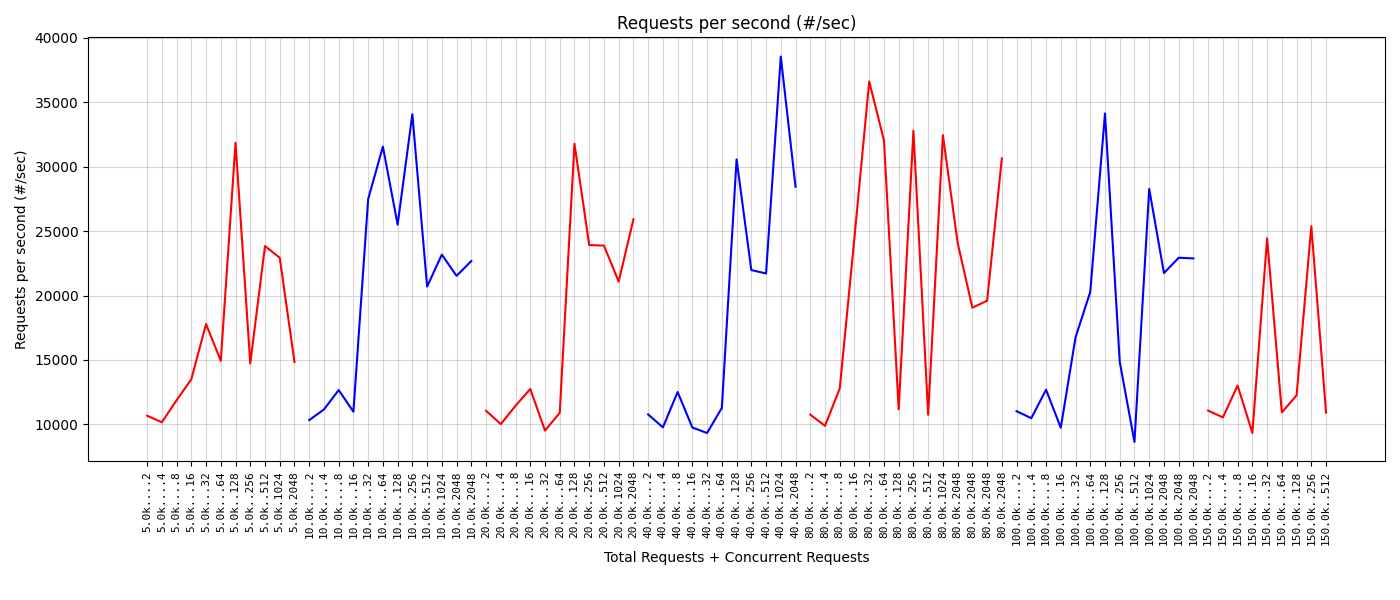 Requests per second (#/sec)
Requests per second (#/sec)
40000
35000
30000
25000
20000
15000
10000
5.0k....2
5.0k....4
5.0k....8
5.0k...16
5.0k...32
5.0k...64
5.0k..128
5.0k..256
5.0k..512
5.0k.1024
5.0k.2048
10.0k....2
10.0k....4
10.0k....8
10.0k...16
10.0k...32
10.0k...64
10.0k..128
10.0k..256
10.0k..512
10.0k.1024
10.0k.2048
10.0k.2048
20.0k....2
20.0k....4
20.0k....8
20.0k...16
20.0k...32
20.0k...64
20.0k..128
20.0k..256
20.0k..512
20.0k.1024
20.0k.2048
40.0k....2
40.0k....4
40.0k....8
40.0k...16
40.0k...32
40.0k...64
40.0k..128
40.0k..256
40.0k..512
40.0k.1024
40.0k.2048
80.0k....2
80.0k....4
80.0k....8
80.0k...16
80.0k...32
80.0k...64
80.0k..128
80.0k..256
80.0k..512
80.0k.1024
80.0k.2048
80.0k.2048
80.0k.2048
80.0k.2048
100.0k....2
100.0k....4
100.0k....8
100.0k...16
100.0k...32
100.0k...64
100.0k..128
100.0k..256
100.0k..512
100.0k.1024
100.0k.2048
100.0k.2048
100.0k.2048
150.0k....2
150.0k....4
150.0k....8
150.0k...16
150.0k...32
150.0k...64
150.0k..128
150.0k..256
150.0k..512
Total Requests + Concurrent Requests